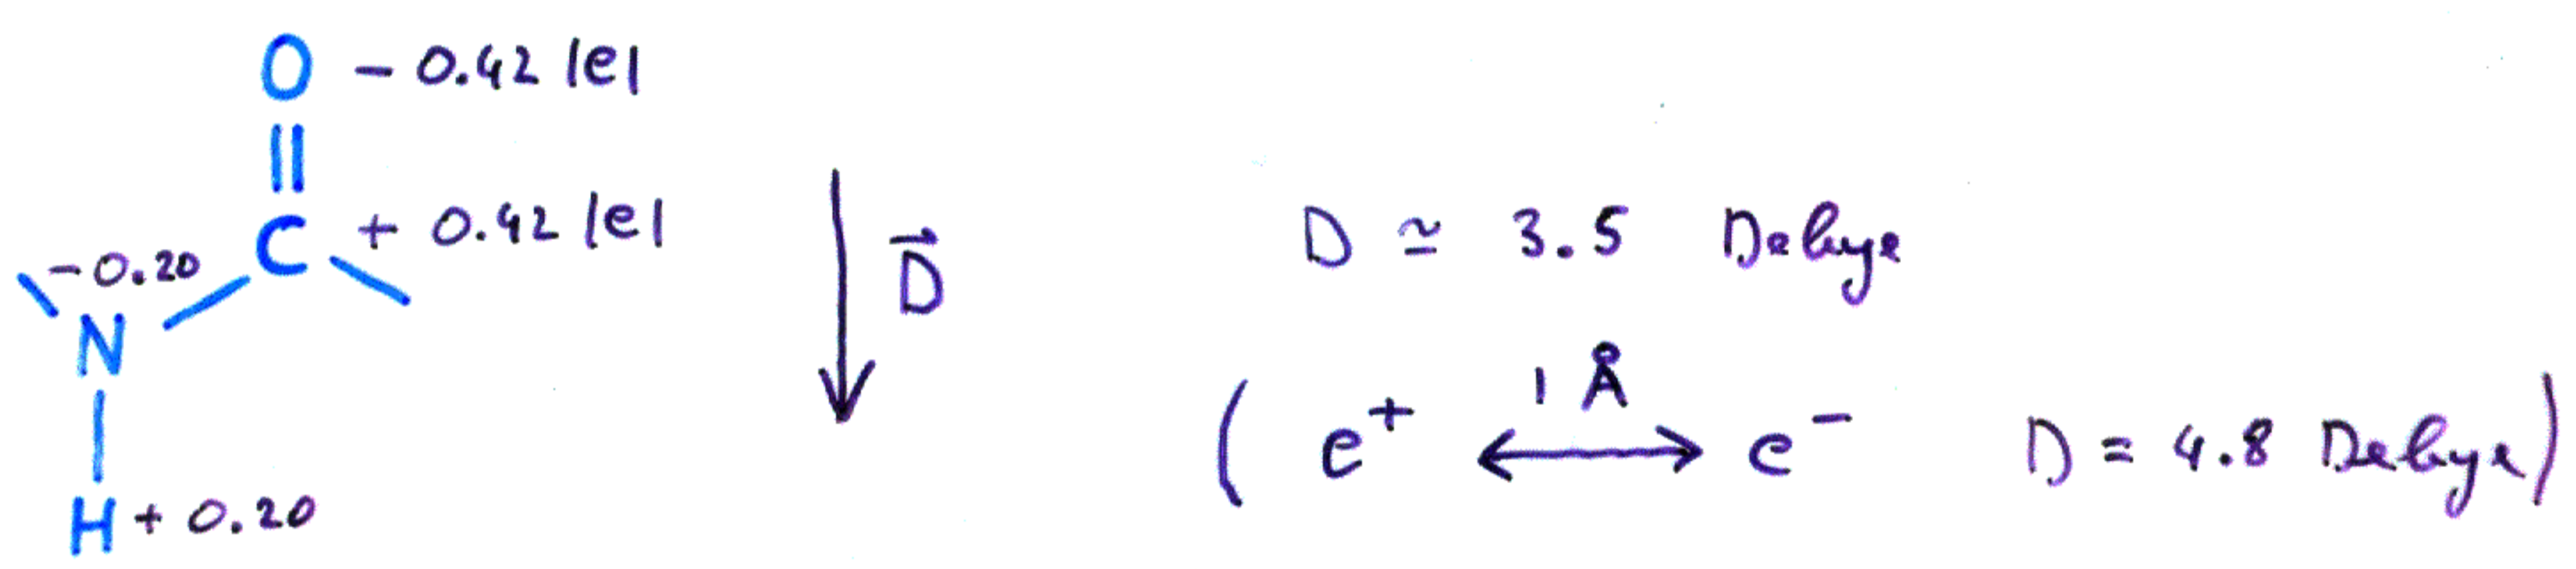 O - 0.42 |e|
||
C + 0.42 |e|
- 0.20
N
H + 0.20
D
D ≃ 3.5 Debye
( e+ ⟷ e- D = 4.8 Debye )
1 Å